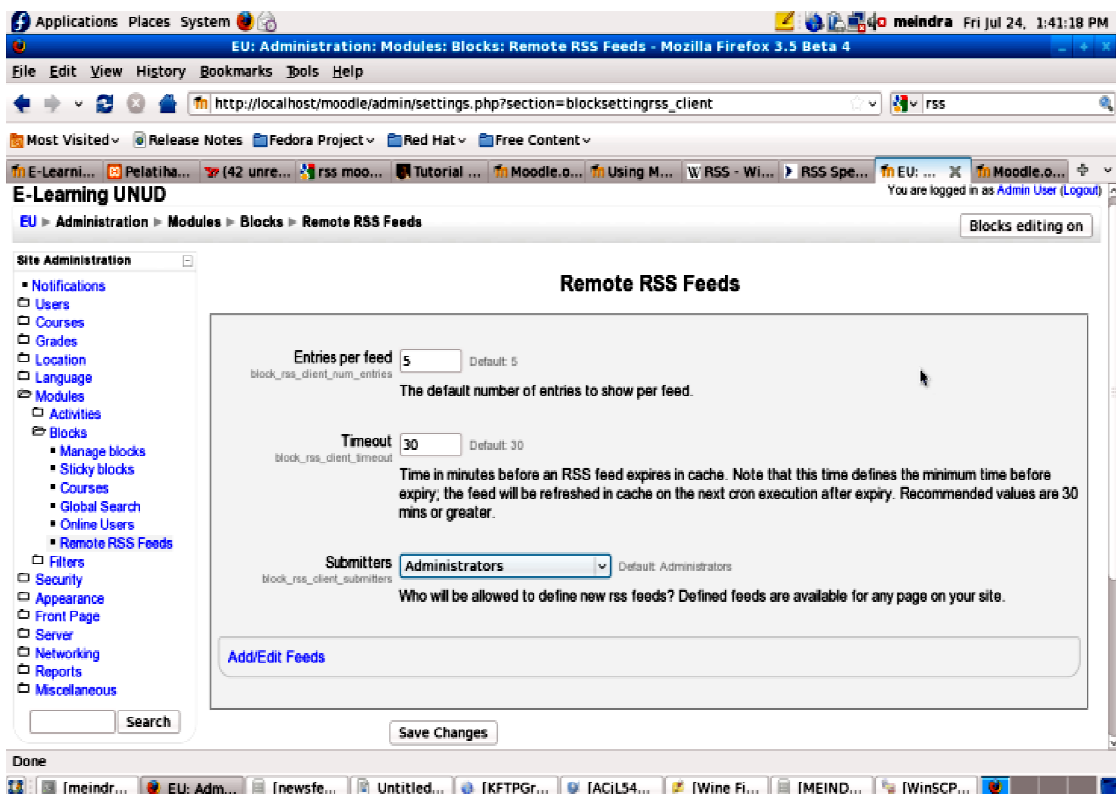 Applications Places System meindra Fri Jul 24, 1:41:18 PM
EU: Administration: Modules: Blocks: Remote RSS Feeds - Mozilla Firefox 3.5 Beta 4
File Edit View History Bookmarks Tools Help
http://localhost/moodle/admin/settings.php?section=blocksettingrss_client rss
Most Visited Release Notes Fedora Project Red Hat Free Content
E-Learni... Pelatiha... (42 unre... rss moo... Tutorial ... Moodle.o... Using M... RSS - Wi... RSS Spe... EU: ... Moodle.o...
E-Learning UNUD
You are logged in as Admin User (Logout)
EU ► Administration ► Modules ► Blocks ► Remote RSS Feeds
Blocks editing on
Site Administration
Notifications
Users
Courses
Grades
Location
Language
Modules
Activities
Blocks
Manage blocks
Sticky blocks
Courses
Global Search
Online Users
Remote RSS Feeds
Filters
Security
Appearance
Front Page
Server
Networking
Reports
Miscellaneous
Search
Remote RSS Feeds
Entries per feed 5 Default: 5
block_rss_client_num_entries
The default number of entries to show per feed.
Timeout 30 Default: 30
block_rss_client_timeout
Time in minutes before an RSS feed expires in cache. Note that this time defines the minimum time before
expiry; the feed will be refreshed in cache on the next cron execution after expiry. Recommended values are 30
mins or greater.
Submitters Administrators Default: Administrators
block_rss_client_submitters
Who will be allowed to define new rss feeds? Defined feeds are available for any page on your site.
Add/Edit Feeds
Save Changes
Done
[meindr... EU: Adm... [newsfe... Untitled... [KFTPGr... [ACiL54... [Wine Fi... [MEIND... [WinSCP...